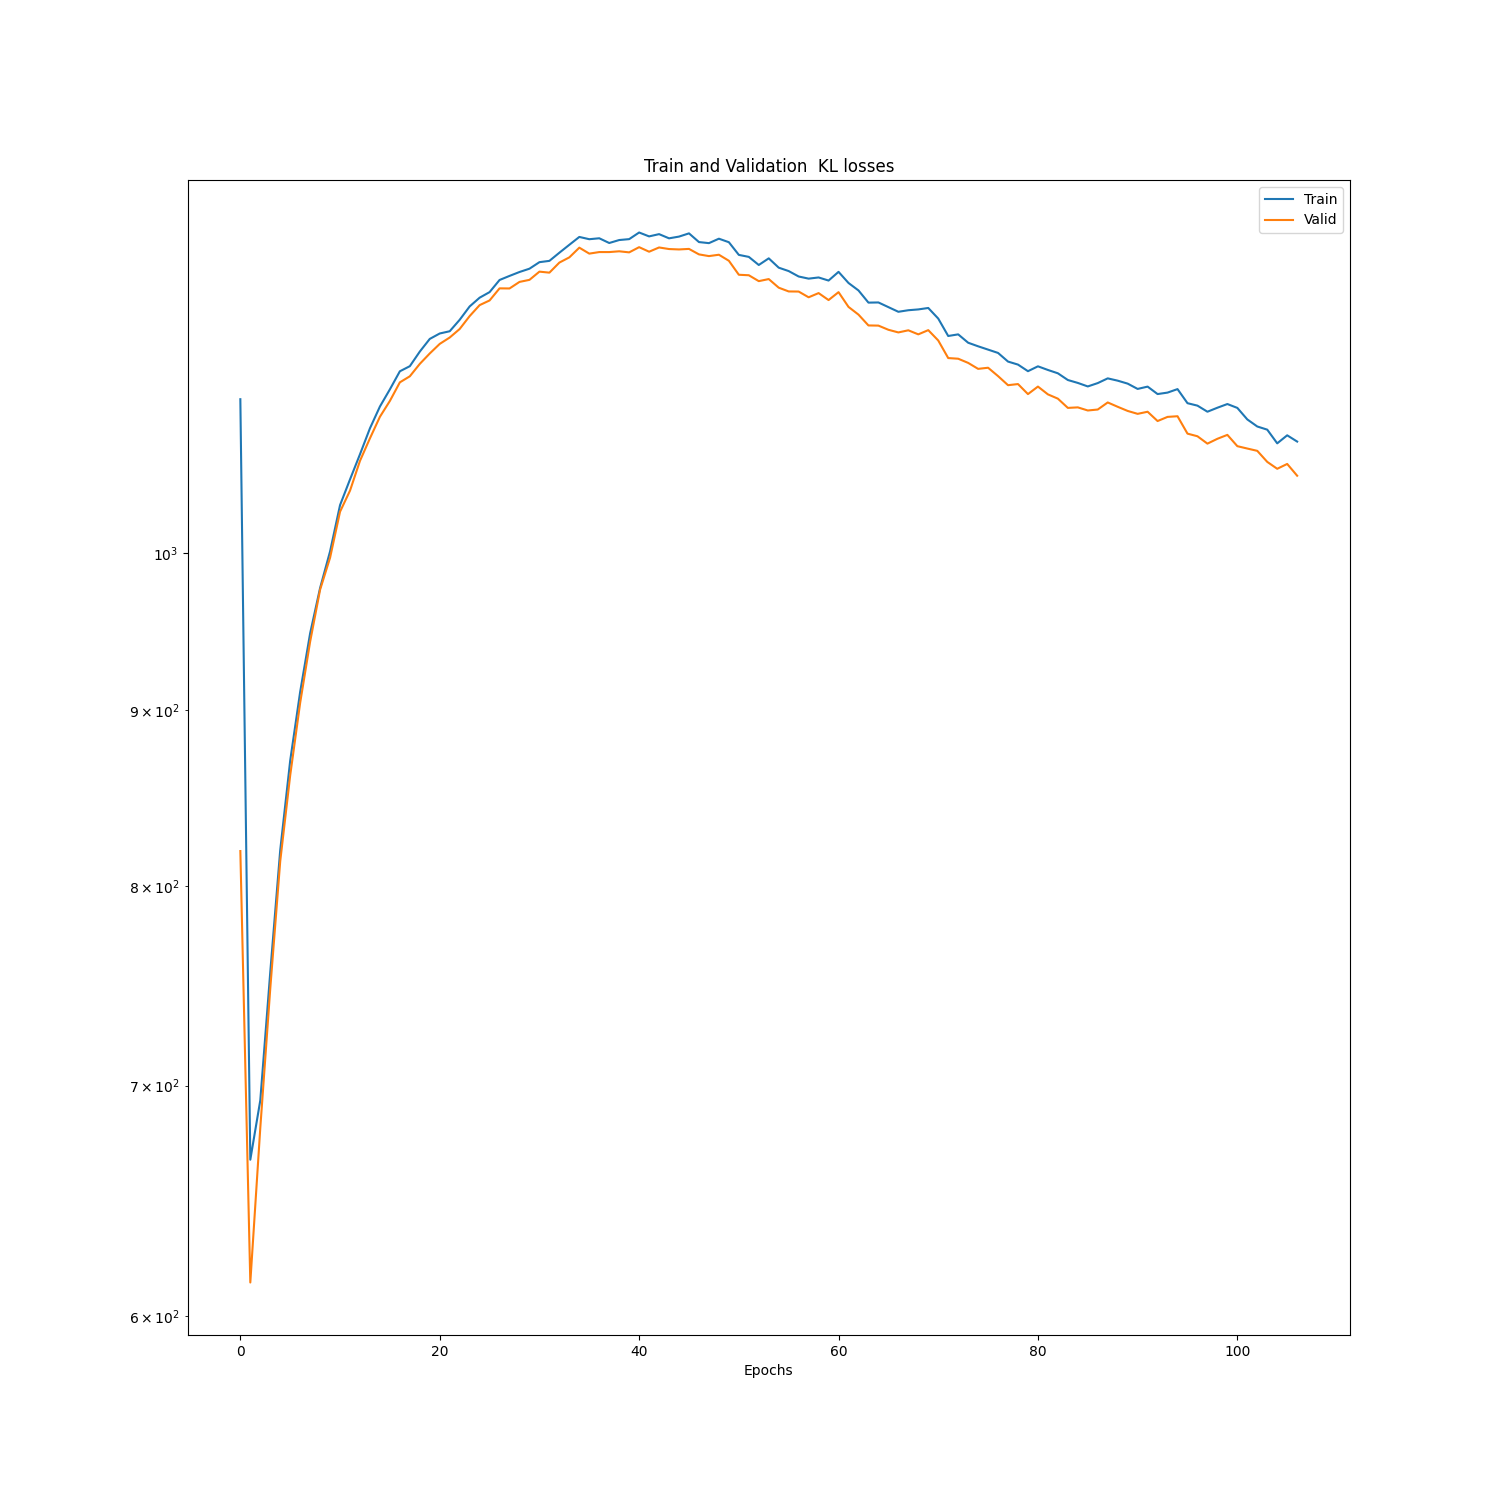 Train and Validation  KL losses
Train
Valid
10³
9 × 10²
8 × 10²
7 × 10²
6 × 10²
0 20 40 60 80 100
Epochs